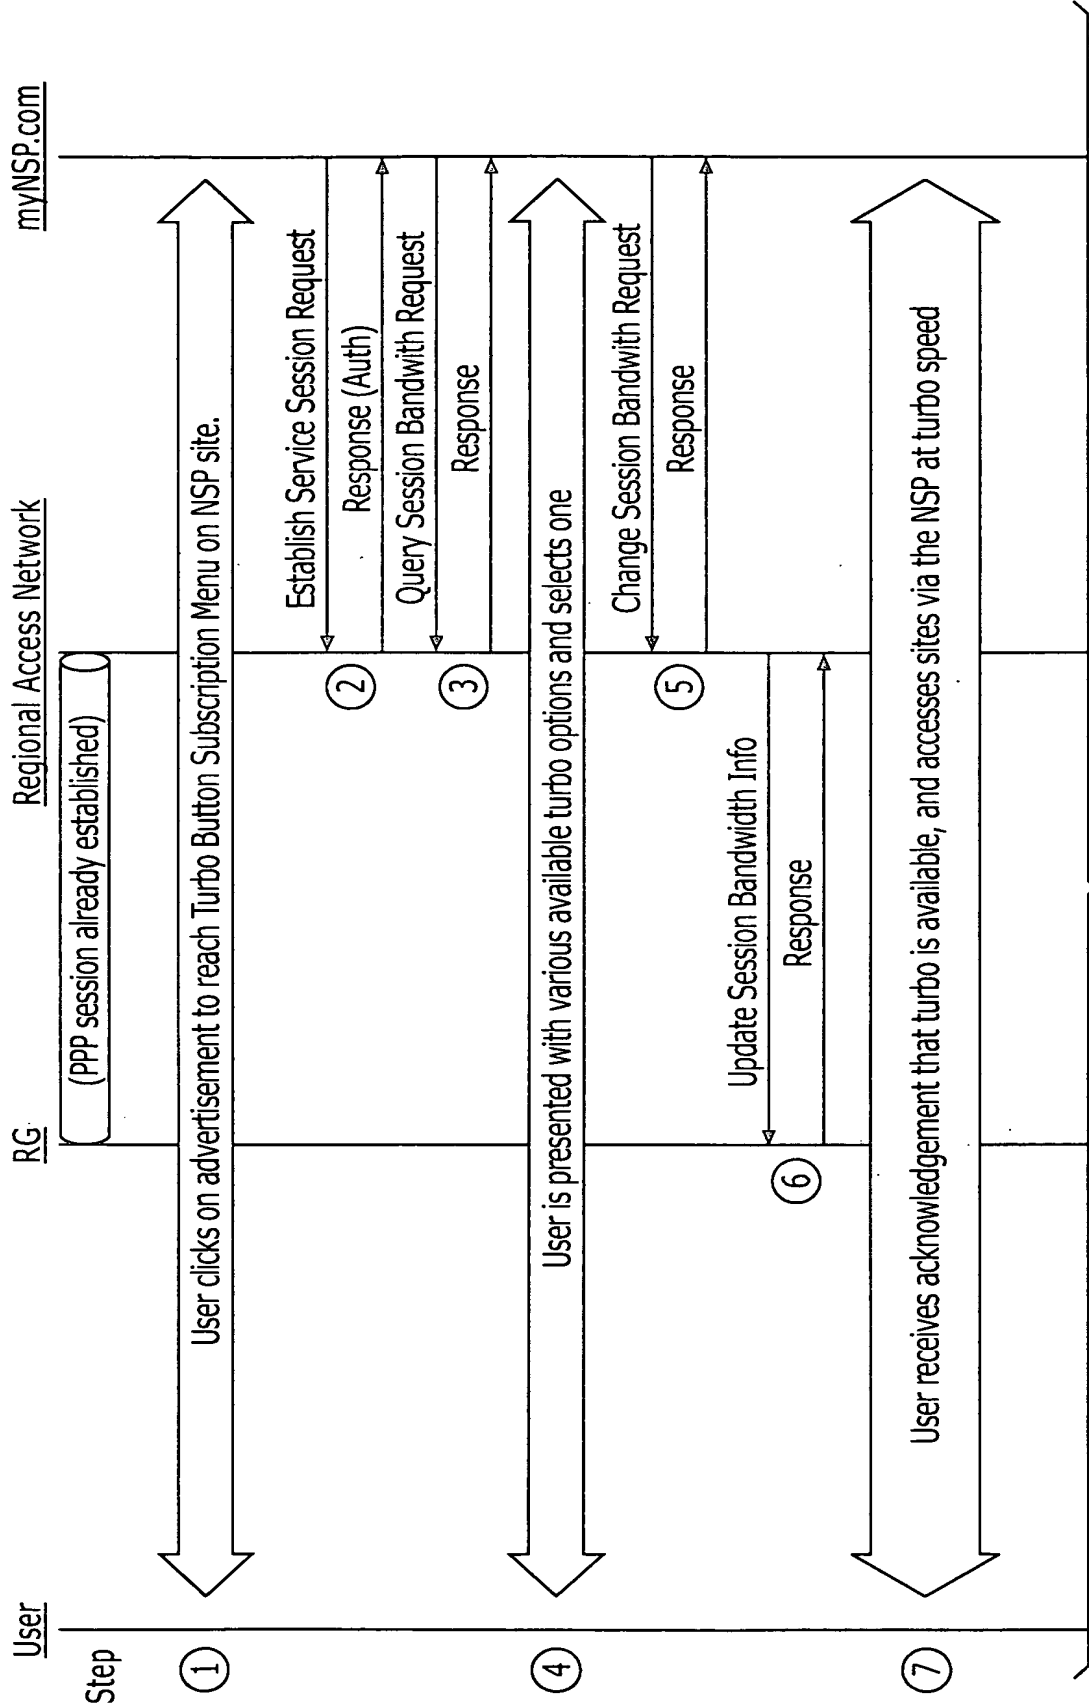 User
RG
Regional Access Network
myNSP.com
Step
(PPP session already established)
1
User clicks on advertisement to reach Turbo Button Subscription Menu on NSP site.
Establish Service Session Request
2
Response (Auth)
Query Session Bandwith Request
3
Response
4
User is presented with various available turbo options and selects one
Change Session Bandwith Request
5
Response
Update Session Bandwidth Info
6
Response
7
User receives acknowledgement that turbo is available, and accesses sites via the NSP at turbo speed